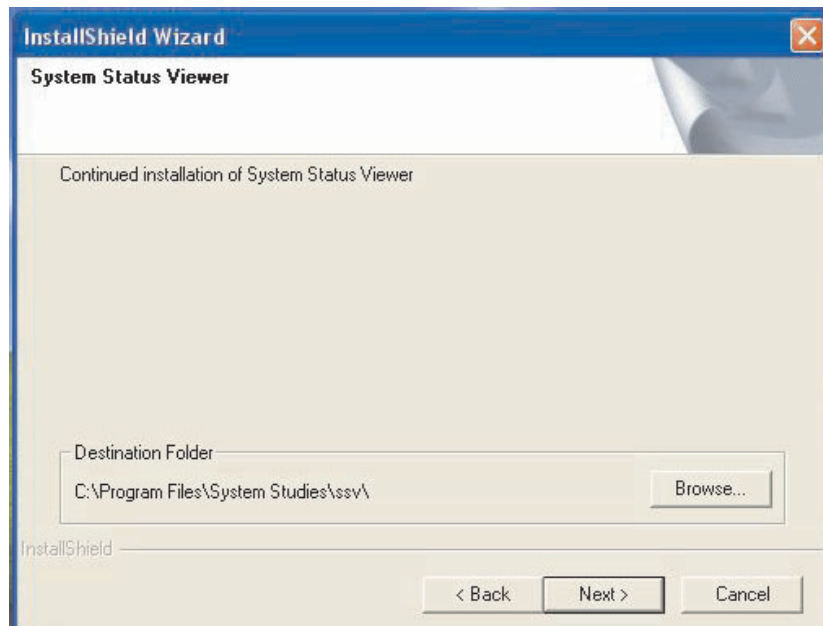 InstallShield Wizard
System Status Viewer
Continued installation of System Status Viewer
Destination Folder
C:\Program Files\System Studies\ssv\
Browse...
InstallShield
< Back
Next >
Cancel